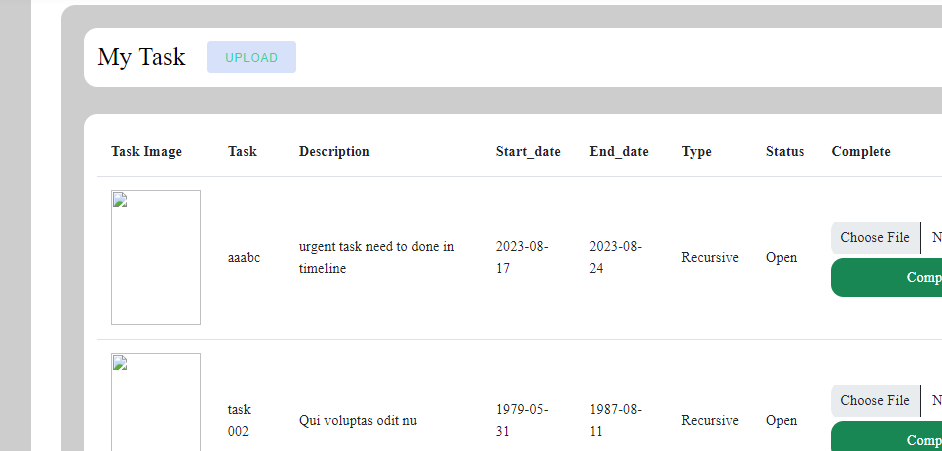 My Task UPLOAD
Task Image Task Description Start_date End_date Type Status Complete
aaabc urgent task need to done in timeline 2023-08-17 2023-08-24 Recursive Open Choose File N
Comp
task 002 Qui voluptas odit nu 1979-05-31 1987-08-11 Recursive Open Choose File N
Comp